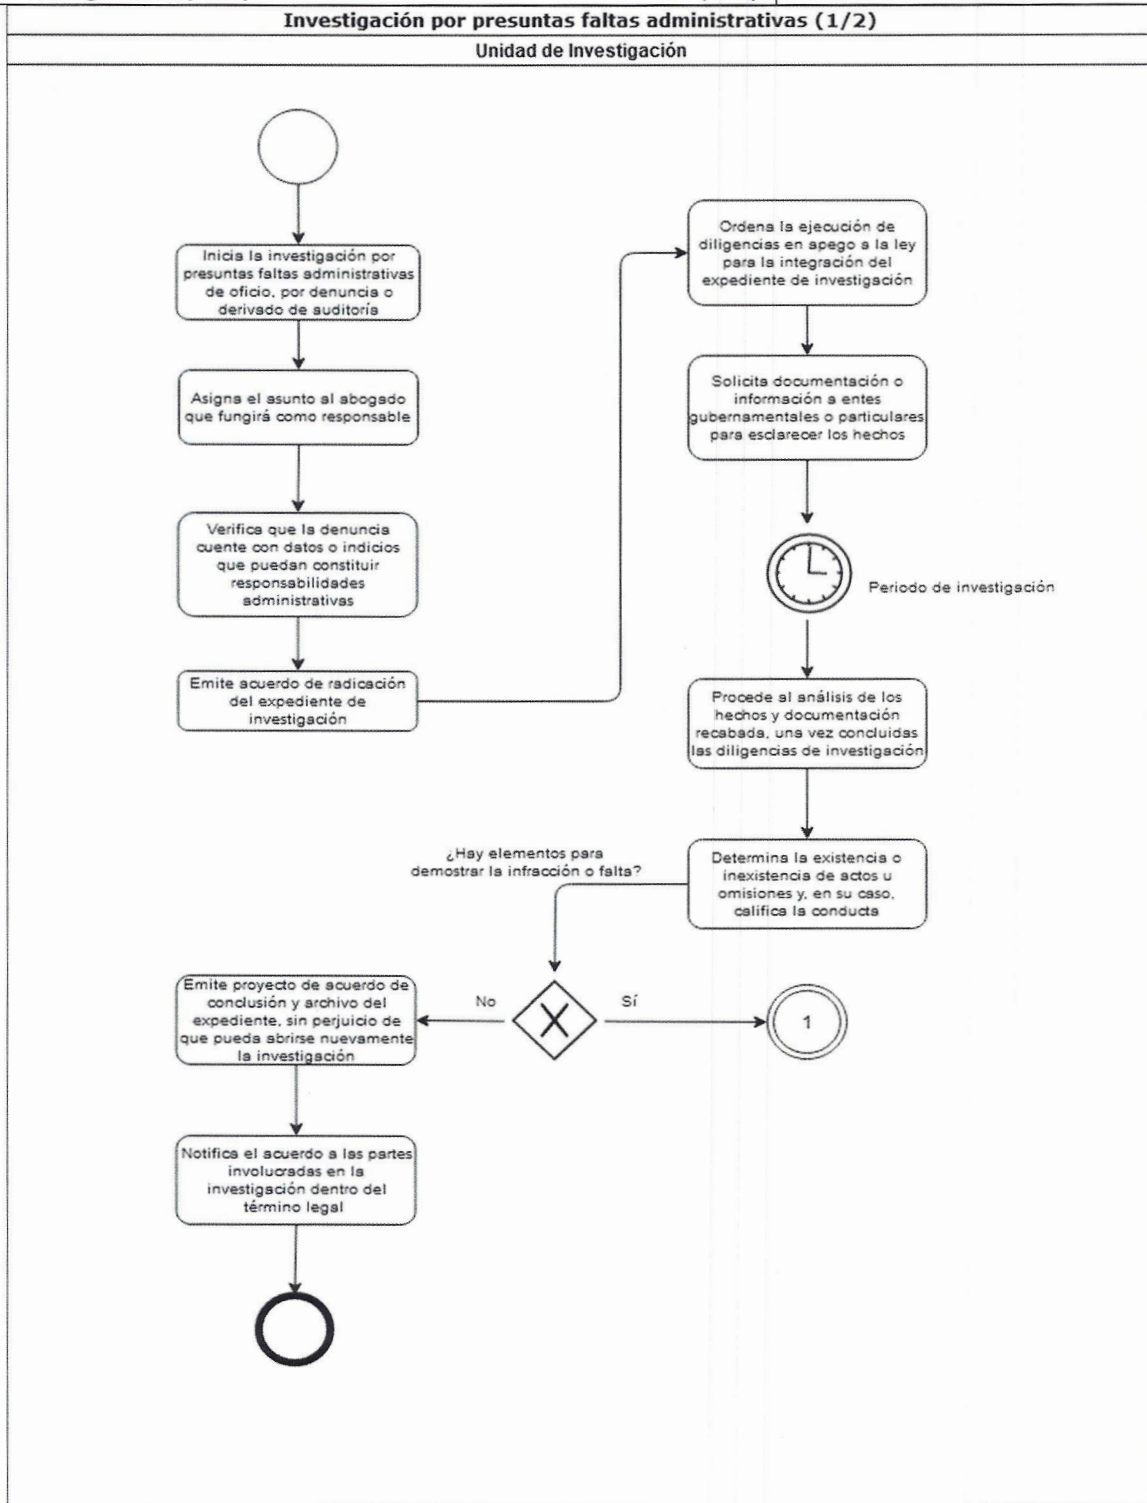 Investigación por presuntas faltas administrativas (1/2)
Unidad de Investigación
Inicia la investigación por
presuntas faltas administrativas
de oficio, por denuncia o
derivado de auditoría
Asigna el asunto al abogado
que fungirá como responsable
Verifica que la denuncia
cuente con datos o indicios
que puedan constituir
responsabilidades
administrativas
Emite acuerdo de radicación
del expediente de
investigación
Ordena la ejecución de
diligencias en apego a la ley
para la integración del
expediente de investigación
Solicita documentación o
información a entes
gubernamentales o particulares
para esclarecer los hechos
Periodo de investigación
Procede al análisis de los
hechos y documentación
recabada, una vez concluidas
las diligencias de investigación
Determina la existencia o
inexistencia de actos u
omisiones y, en su caso,
califica la conducta
¿Hay elementos para
demostrar la infracción o falta?
No
Sí
1
Emite proyecto de acuerdo de
conclusión y archivo del
expediente, sin perjuicio de
que pueda abrirse nuevamente
la investigación
Notifica el acuerdo a las partes
involucradas en la
investigación dentro del
término legal